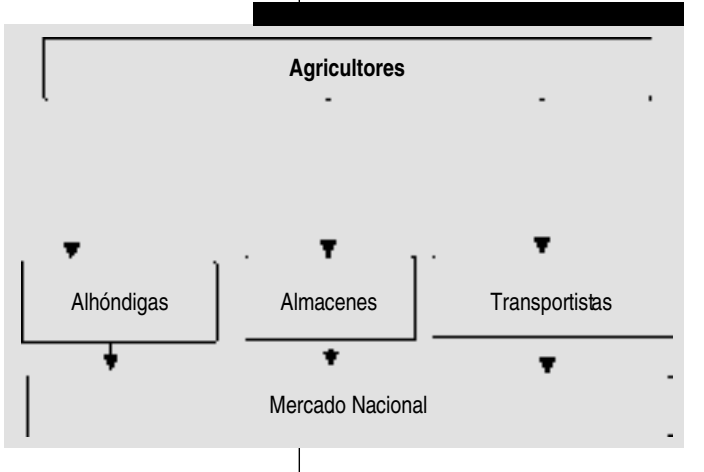 Agricultores
Alhóndigas
Almacenes
Transportistas
Mercado Nacional